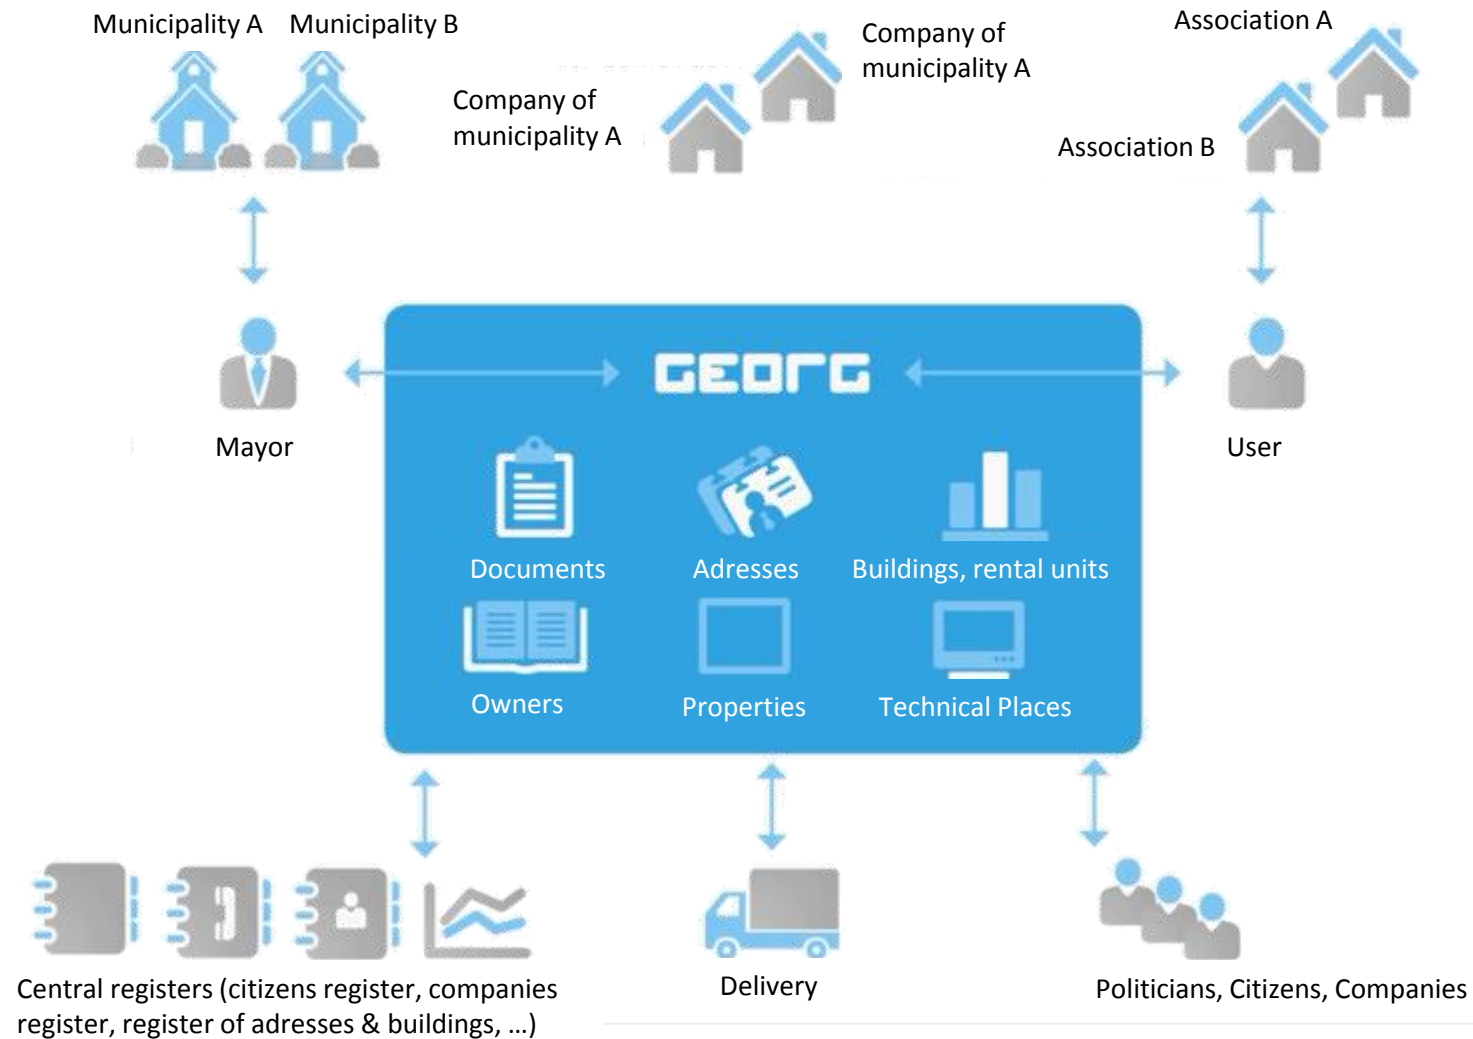 Municipality A
Municipality B
Company of
municipality A
Company of
municipality A
Association A
Association B
GEORG
Mayor
User
Documents
Adresses
Buildings, rental units
Owners
Properties
Technical Places
Central registers (citizens register, companies
register, register of adresses & buildings, …)
Delivery
Politicians, Citizens, Companies